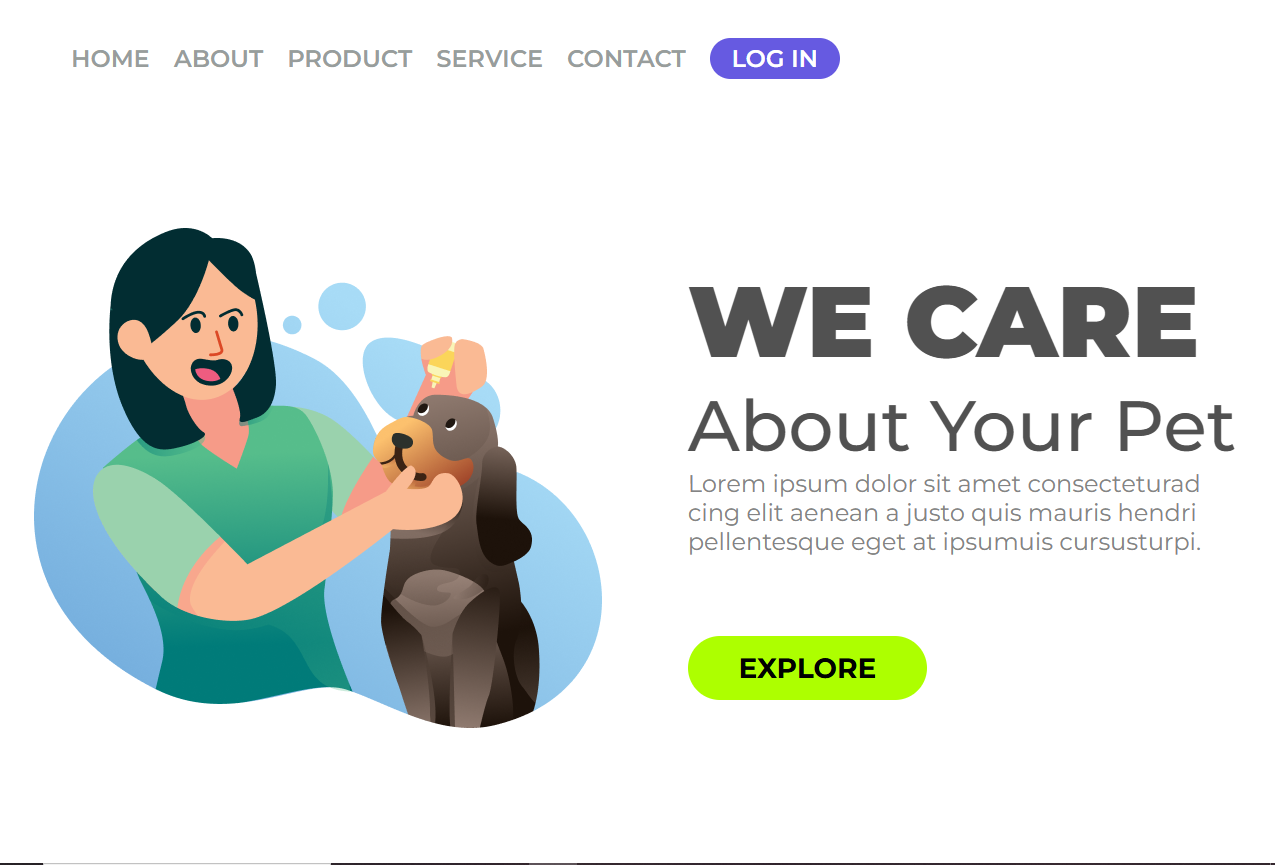 HOME ABOUT PRODUCT SERVICE CONTACT LOG IN
WE CARE
About Your Pet
Lorem ipsum dolor sit amet consecteturad
cing elit aenean a justo quis mauris hendri
pellentesque eget at ipsumuis cursusturpi.
EXPLORE